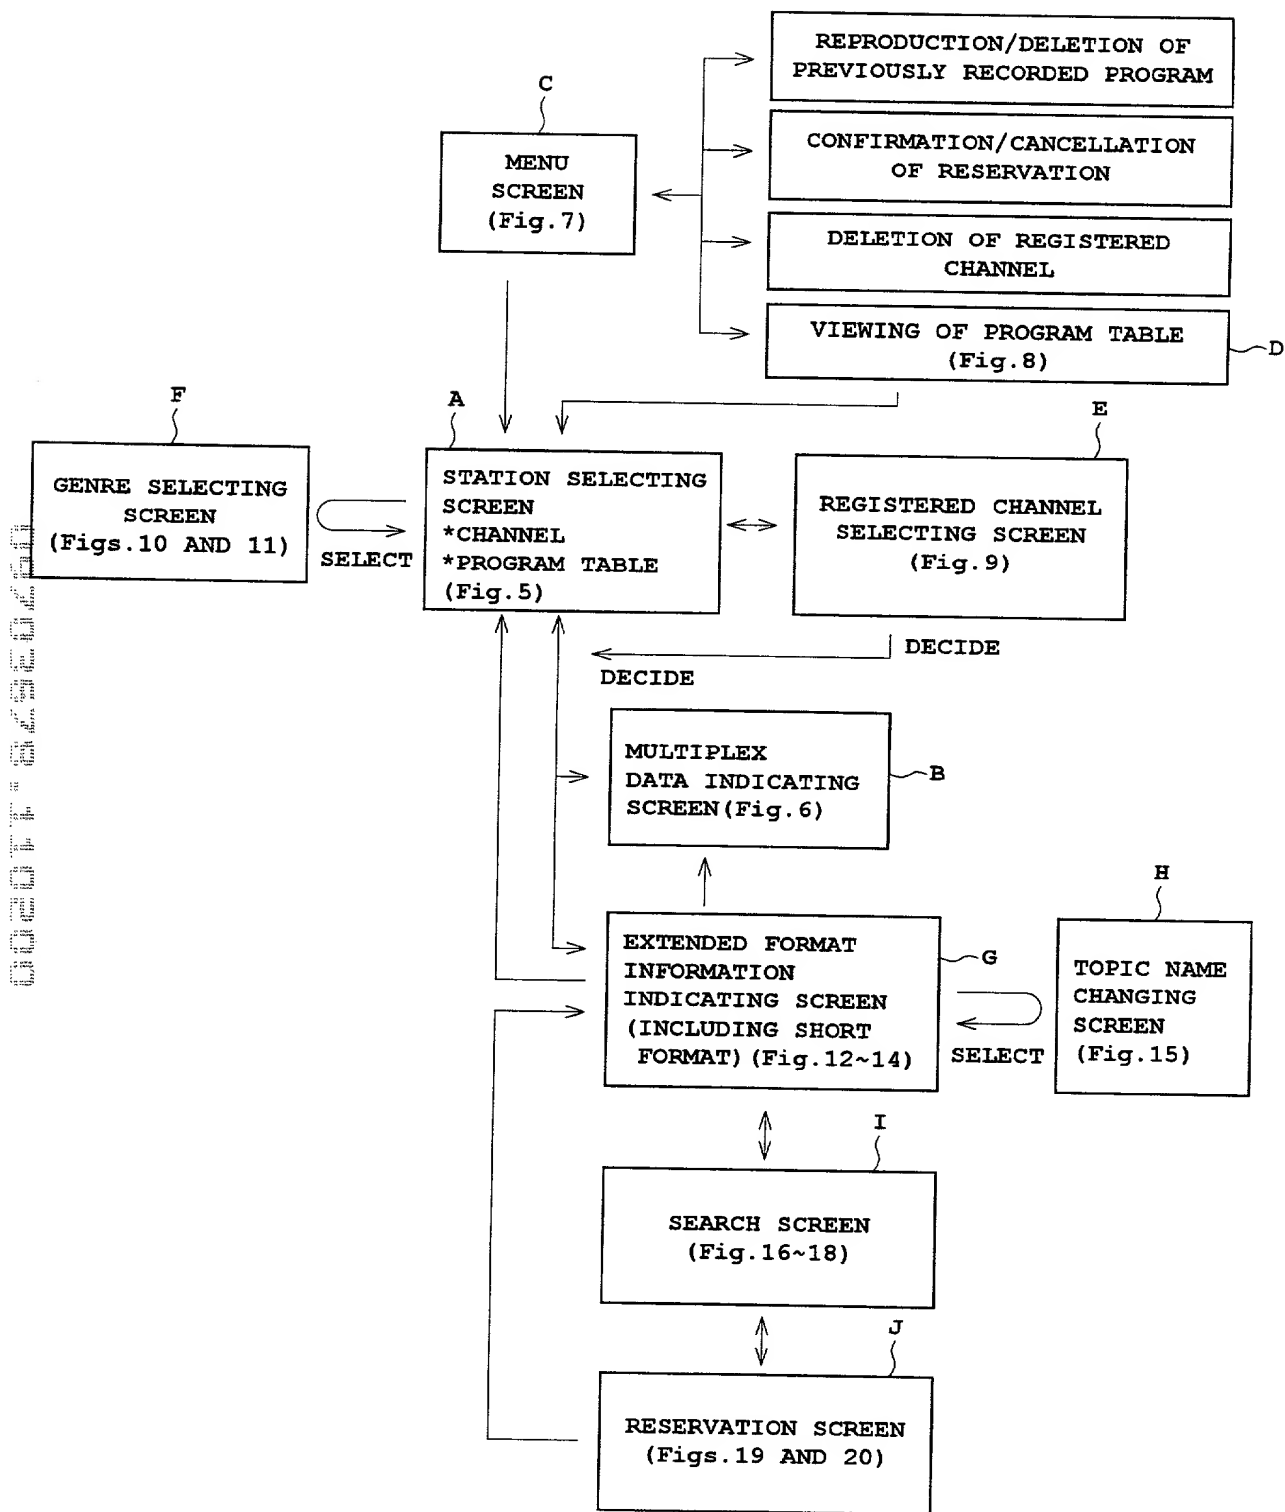 REPRODUCTION/DELETION OF
PREVIOUSLY RECORDED PROGRAM
C
MENU
SCREEN
(Fig.7)
CONFIRMATION/CANCELLATION
OF RESERVATION
DELETION OF REGISTERED
CHANNEL
VIEWING OF PROGRAM TABLE
(Fig.8)
D
F
GENRE SELECTING
SCREEN
(Figs.10 AND 11)
SELECT
A
STATION SELECTING
SCREEN
*CHANNEL
*PROGRAM TABLE
(Fig.5)
E
REGISTERED CHANNEL
SELECTING SCREEN
(Fig.9)
DECIDE
DECIDE
MULTIPLEX
DATA INDICATING
SCREEN(Fig.6)
B
EXTENDED FORMAT
INFORMATION
INDICATING SCREEN
(INCLUDING SHORT
FORMAT)(Fig.12~14)
G
SELECT
H
TOPIC NAME
CHANGING
SCREEN
(Fig.15)
I
SEARCH SCREEN
(Fig.16~18)
J
RESERVATION SCREEN
(Figs.19 AND 20)